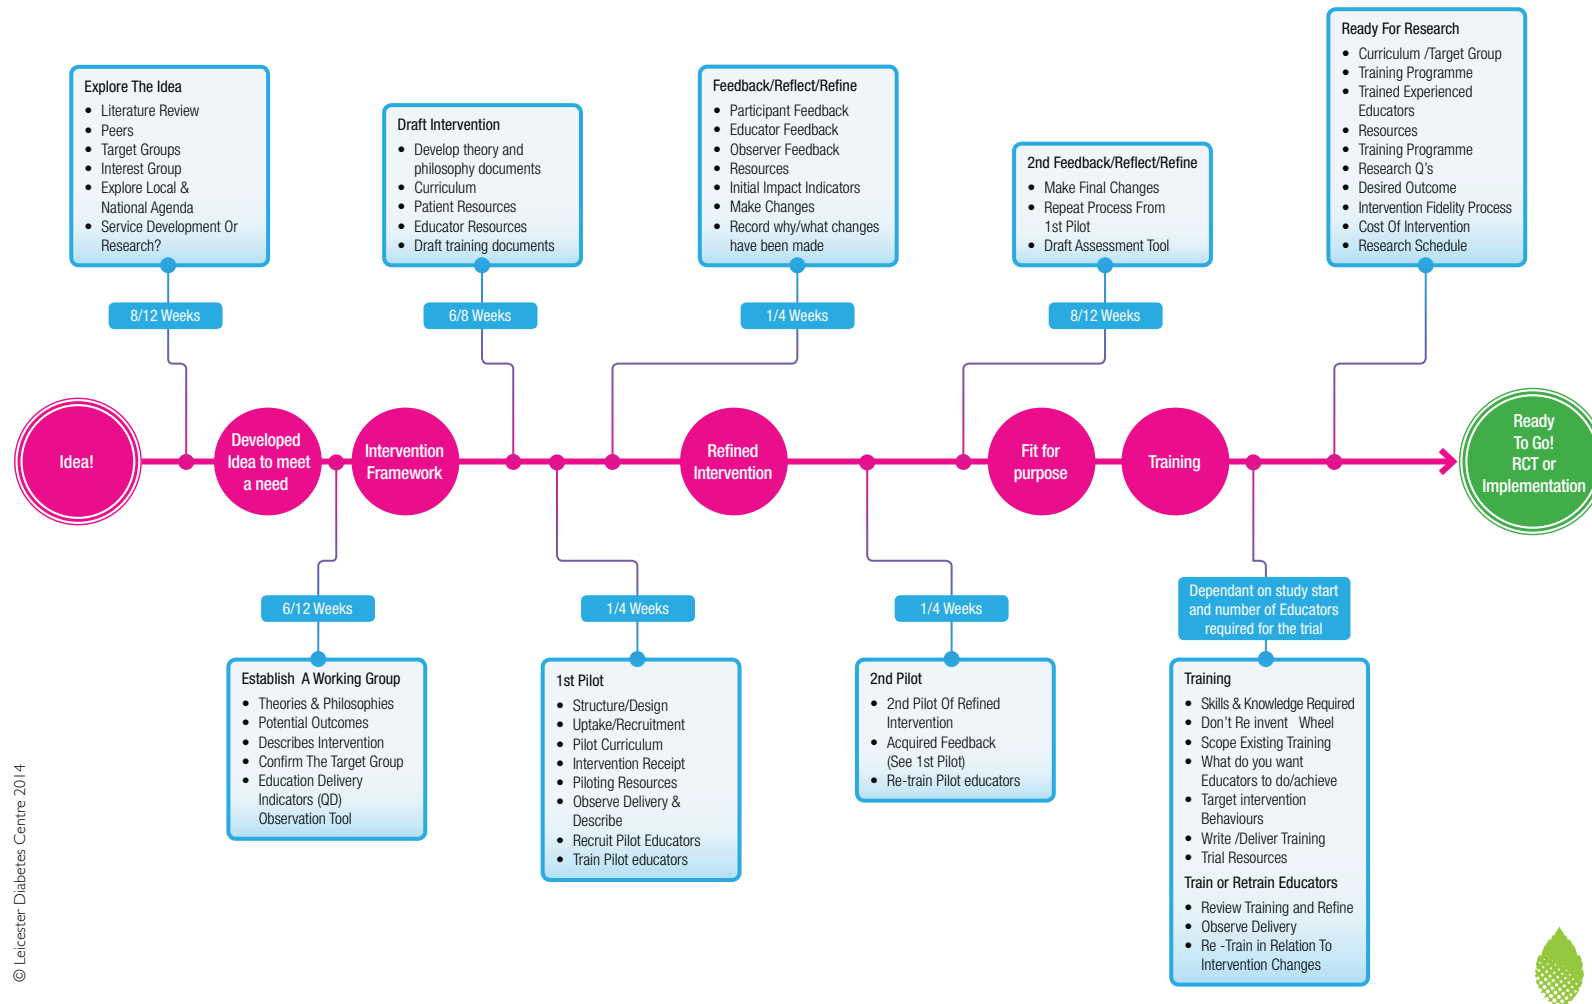 Explore The Idea
• Literature Review
• Peers
• Target Groups
• Interest Group
• Explore Local &
National Agenda
• Service Development Or
Research?
8/12 Weeks
Draft Intervention
• Develop theory and
philosophy documents
• Curriculum
• Patient Resources
• Educator Resources
• Draft training documents
6/8 Weeks
Feedback/Reflect/Refine
• Participant Feedback
• Educator Feedback
• Observer Feedback
• Resources
• Initial Impact Indicators
• Make Changes
• Record why/what changes
have been made
1/4 Weeks
2nd Feedback/Reflect/Refine
• Make Final Changes
• Repeat Process From
1st Pilot
• Draft Assessment Tool
8/12 Weeks
Ready For Research
• Curriculum /Target Group
• Training Programme
• Trained Experienced
Educators
• Resources
• Training Programme
• Research Q's
• Desired Outcome
• Intervention Fidelity Process
• Cost Of Intervention
• Research Schedule
Idea!
Developed
Idea to meet
a need
Intervention
Framework
Refined
Intervention
Fit for
purpose
Training
Ready
To Go!
RCT or
Implementation
6/12 Weeks
Establish A Working Group
• Theories & Philosophies
• Potential Outcomes
• Describes Intervention
• Confirm The Target Group
• Education Delivery
Indicators (QD)
Observation Tool
1/4 Weeks
1st Pilot
• Structure/Design
• Uptake/Recruitment
• Pilot Curriculum
• Intervention Receipt
• Piloting Resources
• Observe Delivery &
Describe
• Recruit Pilot Educators
• Train Pilot educators
1/4 Weeks
2nd Pilot
• 2nd Pilot Of Refined
Intervention
• Acquired Feedback
(See 1st Pilot)
• Re-train Pilot educators
Dependant on study start
and number of Educators
required for the trial
Training
• Skills & Knowledge Required
• Don't Re invent Wheel
• Scope Existing Training
• What do you want
Educators to do/achieve
• Target intervention
Behaviours
• Write /Deliver Training
• Trial Resources
Train or Retrain Educators
• Review Training and Refine
• Observe Delivery
• Re -Train in Relation To
Intervention Changes
© Leicester Diabetes Centre 2014